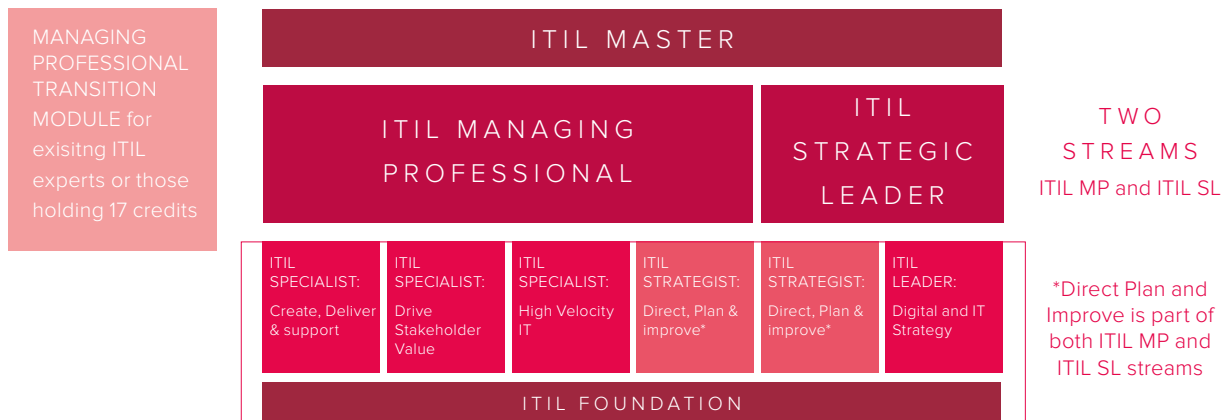 MANAGING
PROFESSIONAL
TRANSITION
MODULE for
exisitng ITIL
experts or those
holding 17 credits
ITIL MASTER
ITIL MANAGING
PROFESSIONAL
ITIL
STRATEGIC
LEADER
TWO
STREAMS
ITIL MP and ITIL SL
ITIL
SPECIALIST:
Create, Deliver
& support
ITIL
SPECIALIST:
Drive
Stakeholder
Value
ITIL
SPECIALIST:
High Velocity
IT
ITIL
STRATEGIST:
Direct, Plan &
improve*
ITIL
STRATEGIST:
Direct, Plan &
improve*
ITIL
LEADER:
Digital and IT
Strategy
*Direct Plan and
Improve is part of
both ITIL MP and
ITIL SL streams
ITIL FOUNDATION